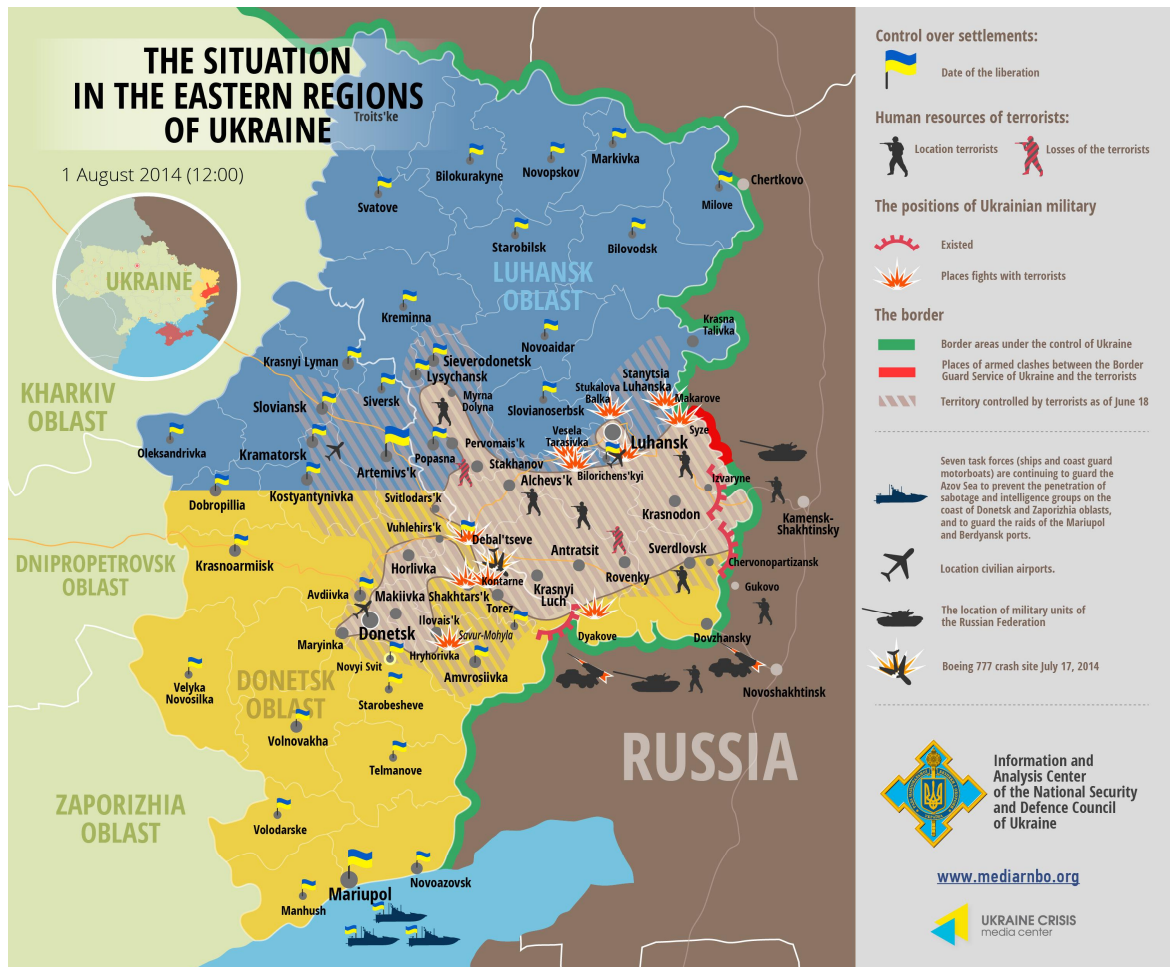 THE SITUATION
IN THE EASTERN REGIONS
OF UKRAINE
1 August 2014 (12:00)
UKRAINE
KHARKIV
OBLAST
DNIPROPETROVSK
OBLAST
ZAPORIZHIA
OBLAST
LUHANSK
OBLAST
DONETSK
OBLAST
RUSSIA
Troits'ke
Bilokurakyne
Novopskov
Markivka
Svatove
Milove
Chertkovo
Starobilsk
Bilovodsk
Kreminna
Krasna
Talivka
Novoaidar
Krasnyi Lyman
Sieverodonetsk
Lysychansk
Siversk
Myrna
Dolyna
Slovianoserbsk
Stukalova
Balka
Stanytsia
Luhanska
Makarove
Sloviansk
Syze
Oleksandrivka
Kramatorsk
Artemivs'k
Popasna
Pervomais'k
Vesela
Tarasivka
Luhansk
Stakhanov
Bilorichens'kyi
Alchevs'k
Izvaryne
Dobropillia
Kostyantynivka
Svitlodars'k
Krasnodon
Kamensk-
Shakhtinsky
Vuhlehirs'k
Debal'tseve
Krasnoarmiisk
Horlivka
Antratsit
Sverdlovsk
Chervonopartizansk
Kontarne
Krasnyi
Luch
Rovenky
Gukovo
Avdiivka
Makiivka
Shakhtars'k
Torez
Donetsk
Ilovais'k
Savur-Mohyla
Dyakove
Dovzhansky
Maryinka
Hryhorivka
Novyi Svit
Amvrosiivka
Velyka
Novosilka
Starobesheve
Novoshakhtinsk
Volnovakha
Telmanove
Volodarske
Mariupol
Novoazovsk
Manhush
Control over settlements:
Date of the liberation
Human resources of terrorists:
Location terrorists
Losses of the terrorists
The positions of Ukrainian military
Existed
Places fights with terrorists
The border
Border areas under the control of Ukraine
Places of armed clashes between the Border
Guard Service of Ukraine and the terrorists
Territory controlled by terrorists as of June 18
Seven task forces (ships and coast guard
motorboats) are continuing to guard the
Azov Sea to prevent the penetration of
sabotage and intelligence groups on the
coast of Donetsk and Zaporizhia oblasts,
and to guard the raids of the Mariupol
and Berdyansk ports.
Location civilian airports.
The location of military units of
the Russian Federation
Boeing 777 crash site July 17, 2014
Information and
Analysis Center
of the National Security
and Defence Council
of Ukraine
www.mediarnbo.org
UKRAINE CRISIS
media center